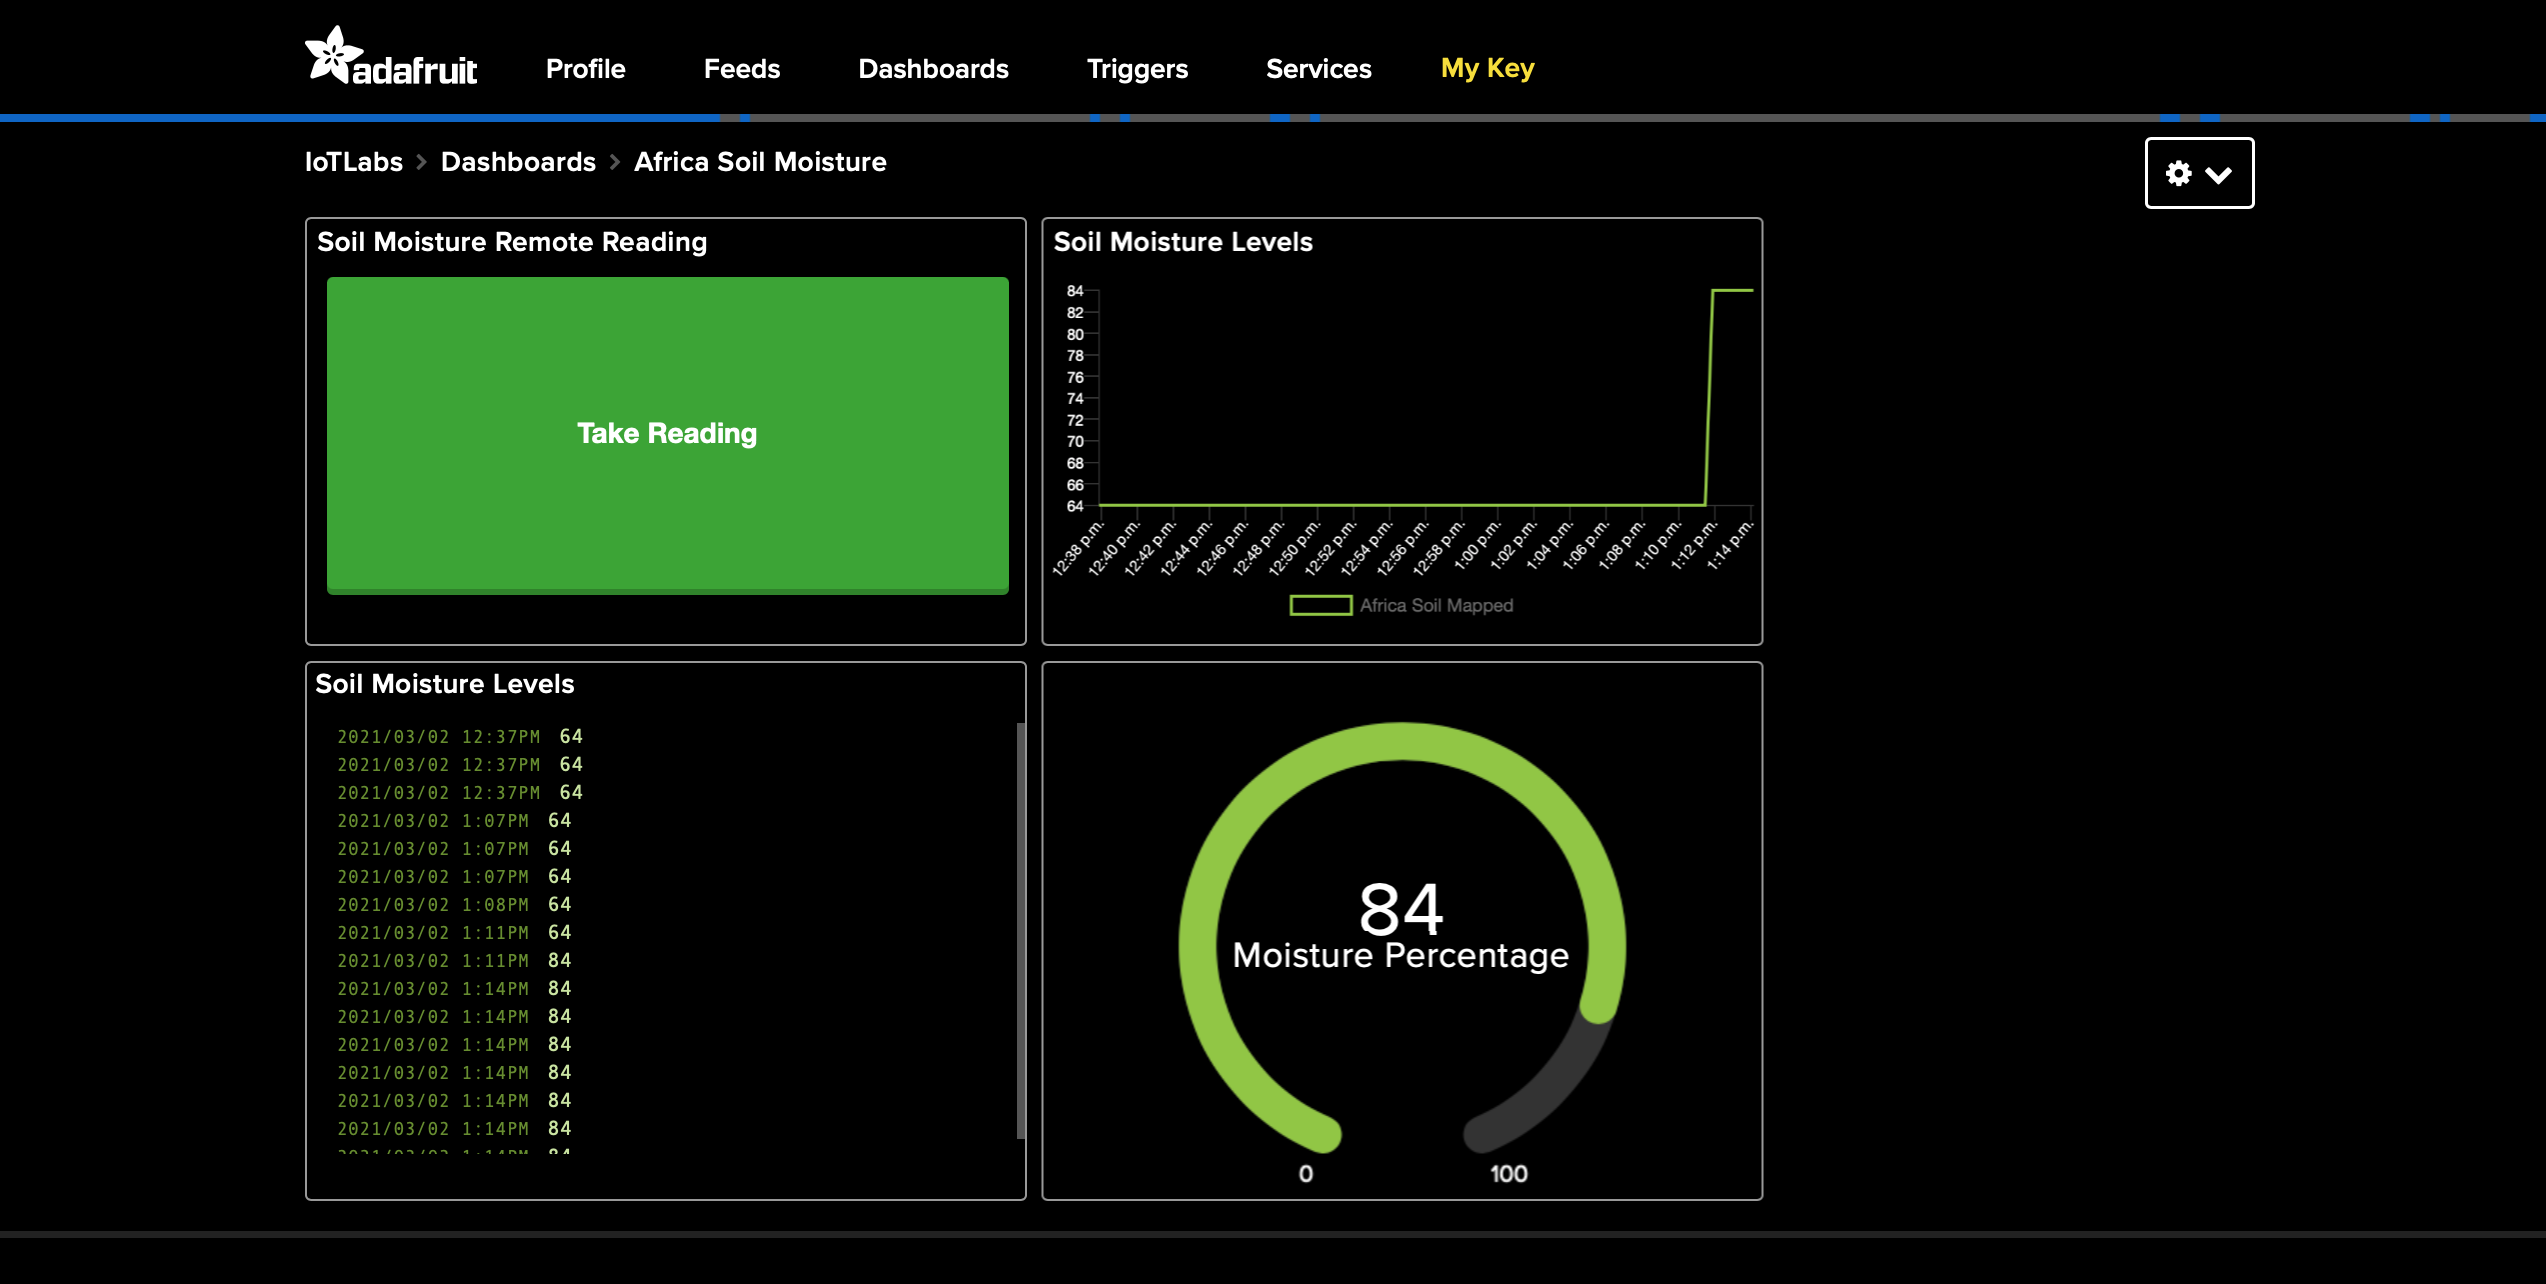 adafruit
Profile Feeds Dashboards Triggers Services My Key
IoTLabs Dashboards Africa Soil Moisture
Soil Moisture Remote Reading
Take Reading
Soil Moisture Levels
84
82
80
78
76
74
72
70
68
66
64
12:38 p.m. 12:40 p.m. 12:42 p.m. 12:44 p.m. 12:46 p.m. 12:48 p.m. 12:50 p.m. 12:52 p.m. 12:54 p.m. 12:56 p.m. 12:58 p.m. 1:00 p.m. 1:02 p.m. 1:04 p.m. 1:06 p.m. 1:08 p.m. 1:10 p.m. 1:12 p.m. 1:14 p.m.
Africa Soil Mapped
Soil Moisture Levels
2021/03/02 12:37PM 64
2021/03/02 12:37PM 64
2021/03/02 12:37PM 64
2021/03/02 1:07PM 64
2021/03/02 1:07PM 64
2021/03/02 1:07PM 64
2021/03/02 1:08PM 64
2021/03/02 1:11PM 64
2021/03/02 1:11PM 84
2021/03/02 1:14PM 84
2021/03/02 1:14PM 84
2021/03/02 1:14PM 84
2021/03/02 1:14PM 84
2021/03/02 1:14PM 84
2021/03/02 1:14PM 84
84
Moisture Percentage
0 100